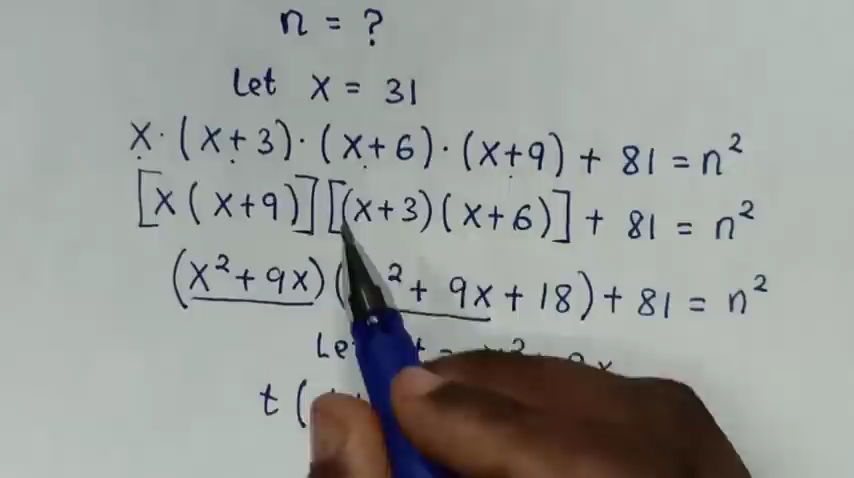 n = ?
Let x = 31
x·(x+3)·(x+6)·(x+9) + 81 = n²
[x(x+9)][(x+3)(x+6)] + 81 = n²
(x²+9x)( ² + 9x + 18) + 81 = n²
t (